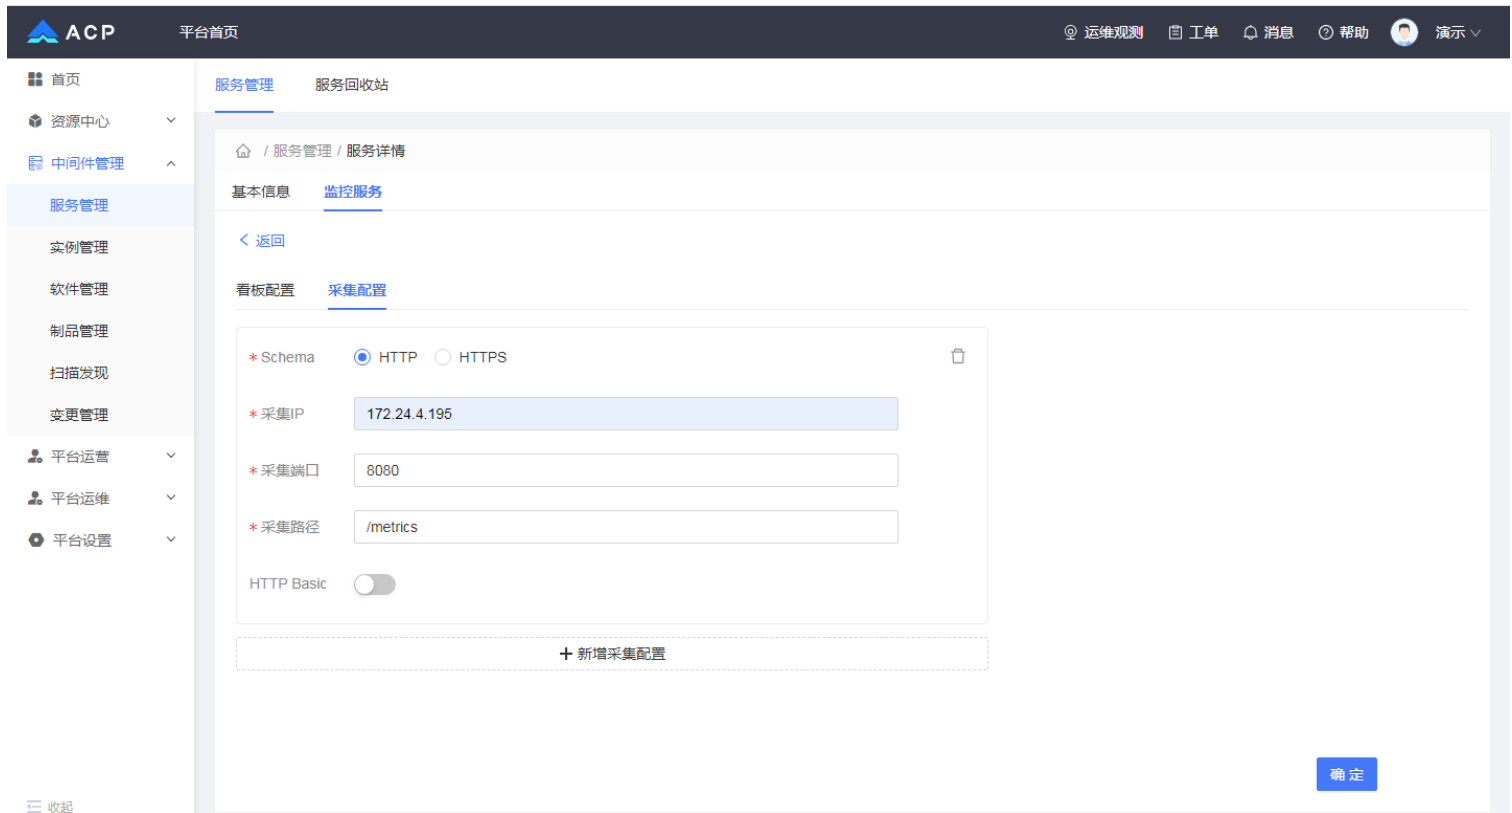 ACP 平台首页 运维观测 工单 消息 帮助 演示
首页
资源中心
中间件管理
服务管理
实例管理
软件管理
制品管理
扫描发现
变更管理
平台运营
平台运维
平台设置
收起
服务管理 服务回收站
/ 服务管理 / 服务详情
基本信息 监控服务
< 返回
看板配置 采集配置
* Schema HTTP HTTPS
* 采集IP 172.24.4.195
* 采集端口 8080
* 采集路径 /metrics
HTTP Basic
+ 新增采集配置
确定